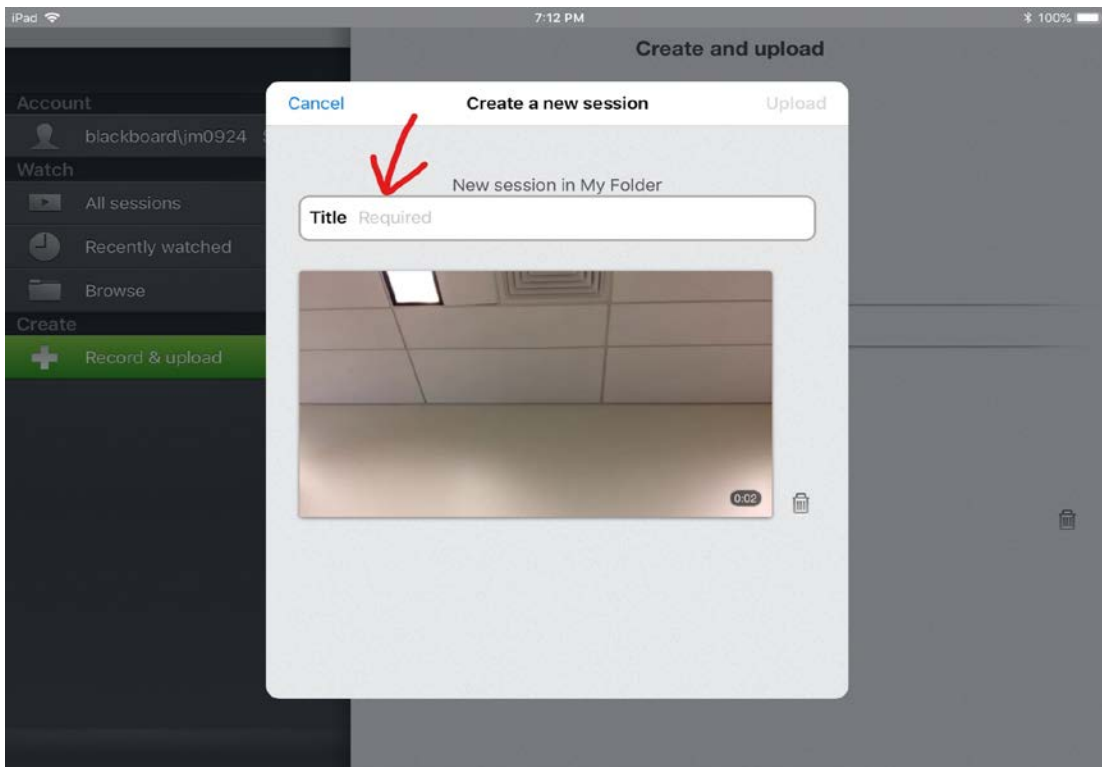 iPad 7:12 PM 100%
Create and upload
Account
blackboard\jm0924
Watch
All sessions
Recently watched
Browse
Create
Record & upload
Cancel Create a new session Upload
New session in My Folder
Title Required
0:02